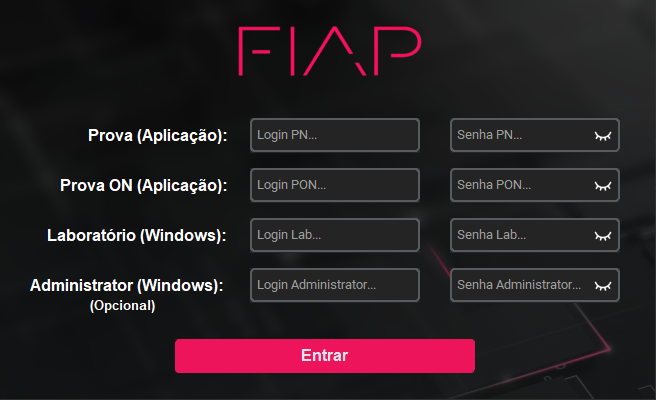 FIAP
Prova (Aplicação): Login PN... Senha PN...
Prova ON (Aplicação): Login PON... Senha PON...
Laboratório (Windows): Login Lab... Senha Lab...
Administrator (Windows): Login Administrator... Senha Administrator...
(Opcional)
Entrar